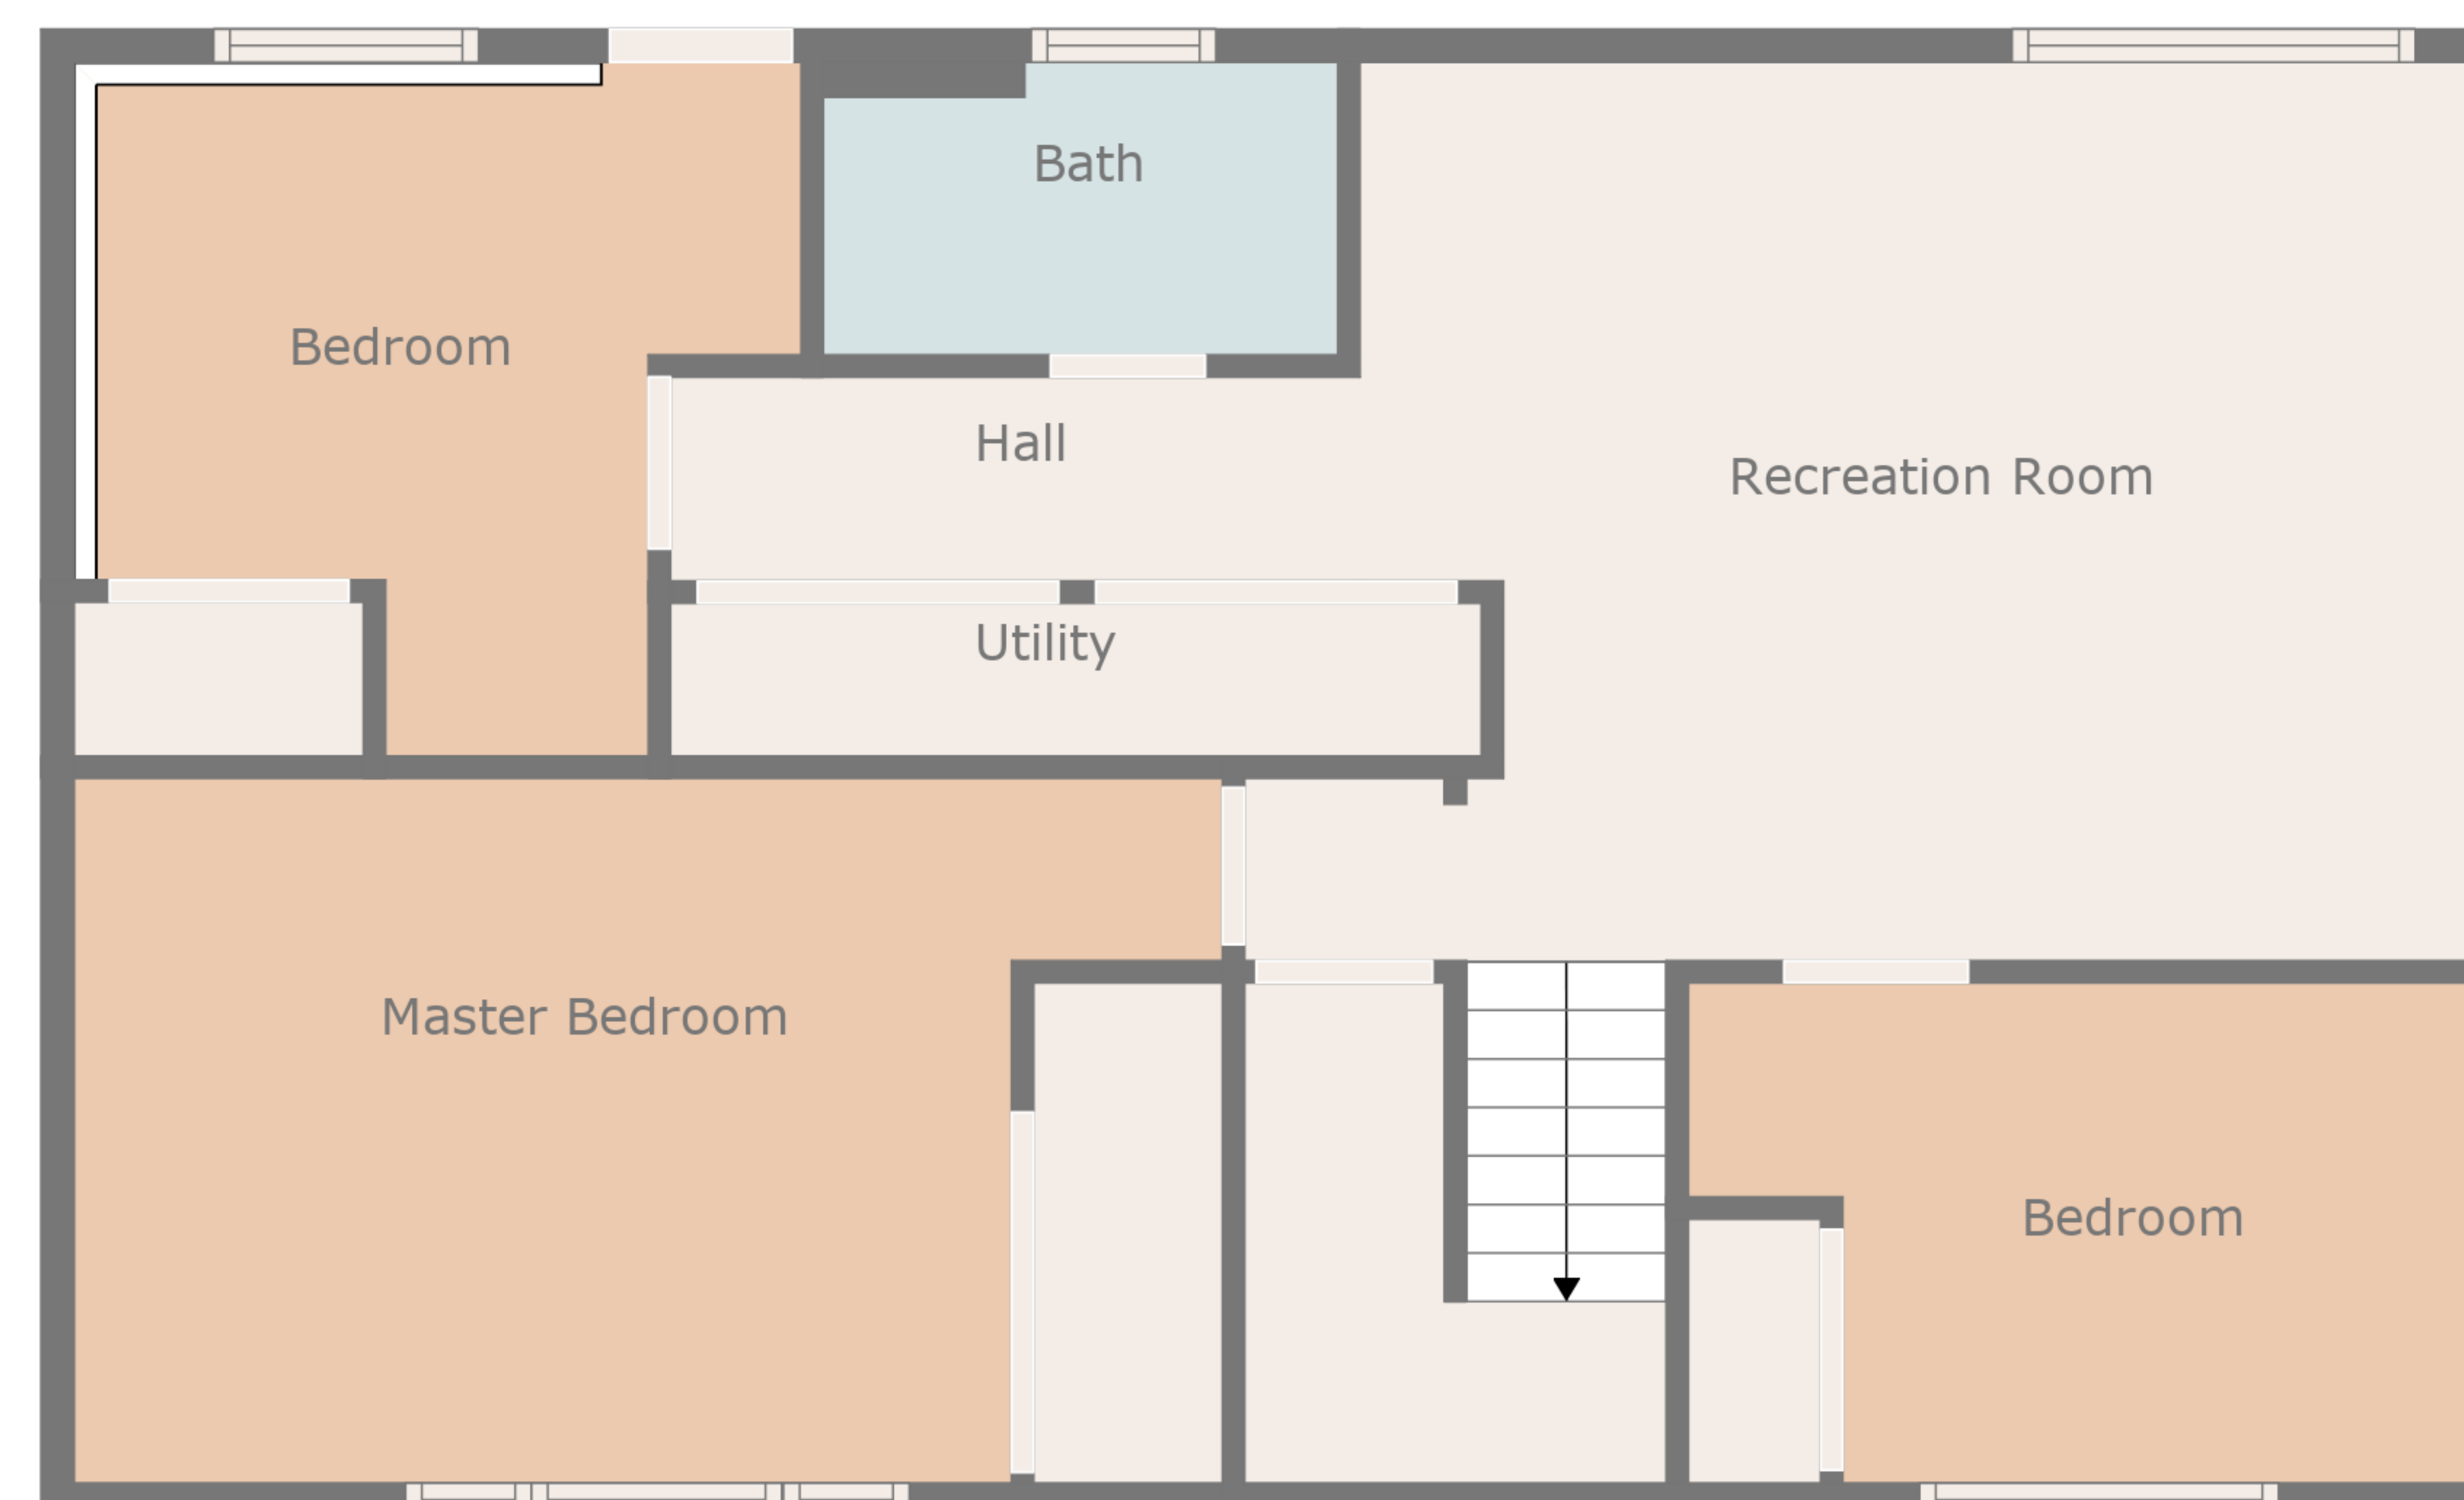 Bath
Bedroom
Hall
Recreation Room
Utility
Master Bedroom
Bedroom